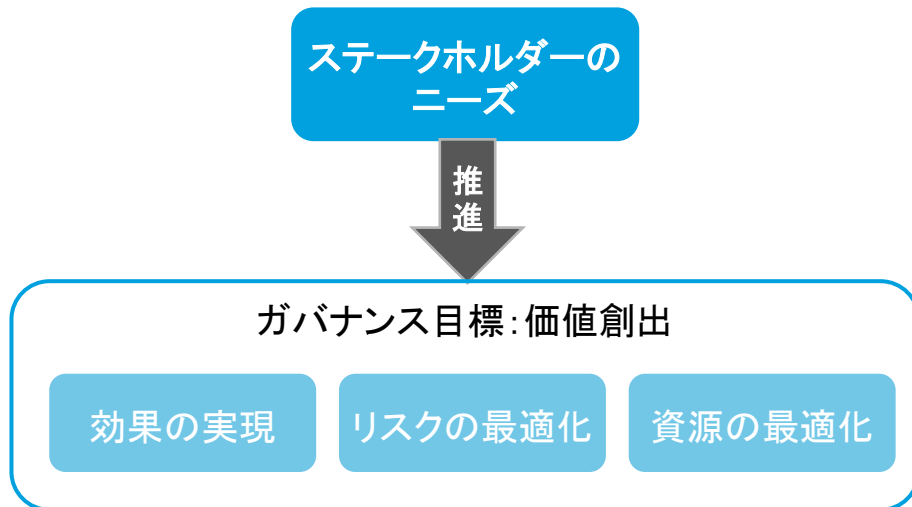 ステークホルダーの
ニーズ
推進
ガバナンス目標：価値創出
効果の実現
リスクの最適化
資源の最適化